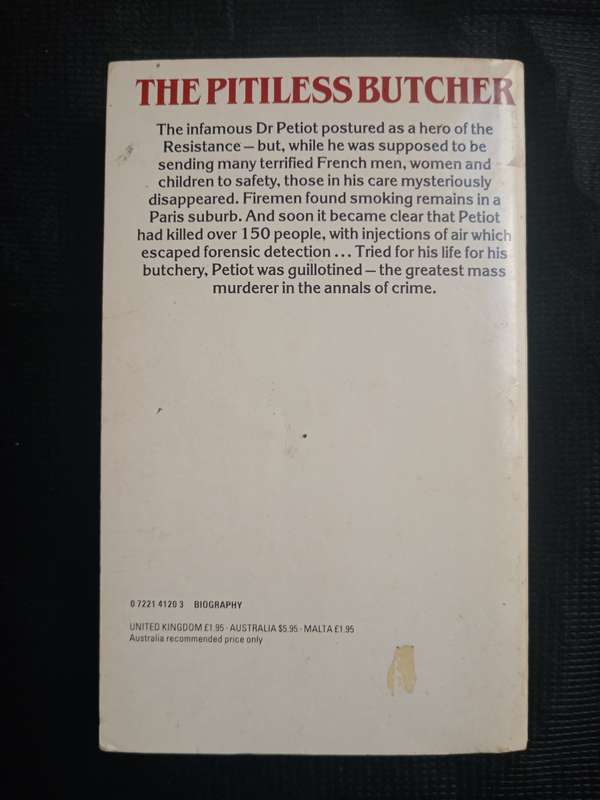 THE PITILESS BUTCHER
The infamous Dr Petiot postured as a hero of the
Resistance – but, while he was supposed to be
sending many terrified French men, women and
children to safety, those in his care mysteriously
disappeared. Firemen found smoking remains in a
Paris suburb. And soon it became clear that Petiot
had killed over 150 people, with injections of air which
escaped forensic detection ... Tried for his life for his
butchery, Petiot was guillotined – the greatest mass
murderer in the annals of crime.
0 7221 4120 3 BIOGRAPHY
UNITED KINGDOM £1.95 · AUSTRALIA $5.95 · MALTA £1.95
Australia recommended price only